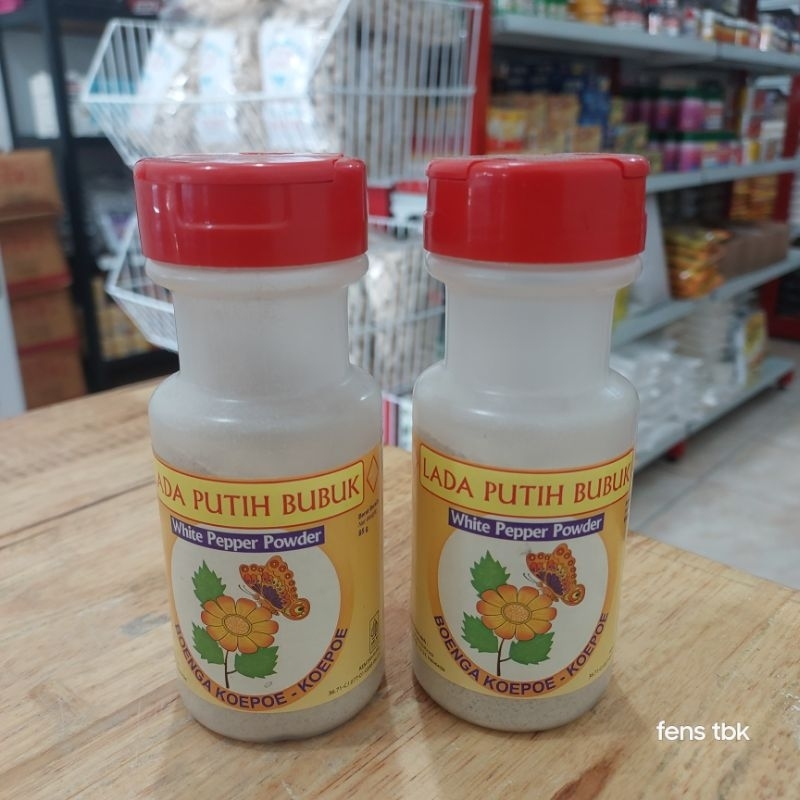 LADA PUTIH BUBUK
White Pepper Powder
85 g
BOENGA KOEPOE - KOEPOE
LADA PUTIH BUBUK
White Pepper Powder
BOENGA KOEPOE - KOEPOE
fens tbk